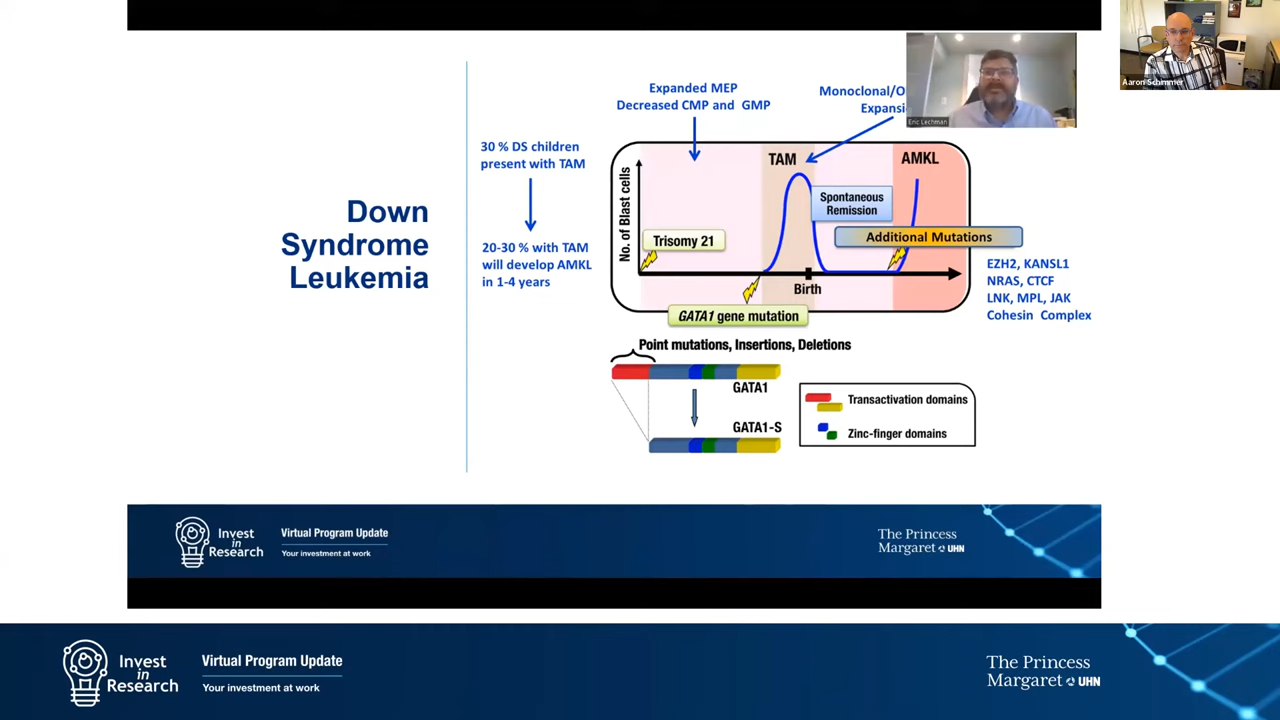 Aaron Schimmer
Eric Lechman
Down
Syndrome
Leukemia
30 % DS children
present with TAM
20-30 % with TAM
will develop AMKL
in 1-4 years
Expanded MEP
Decreased CMP and GMP
Monoclonal/O
Expansi
No. of Blast cells
TAM
AMKL
Spontaneous
Remission
Trisomy 21
Additional Mutations
Birth
GATA1 gene mutation
EZH2, KANSL1
NRAS, CTCF
LNK, MPL, JAK
Cohesin Complex
Point mutations, Insertions, Deletions
GATA1
GATA1-S
Transactivation domains
Zinc-finger domains
Invest
in
Research
Virtual Program Update
Your investment at work
The Princess
Margaret UHN
Invest
in
Research
Virtual Program Update
Your investment at work
The Princess
Margaret UHN